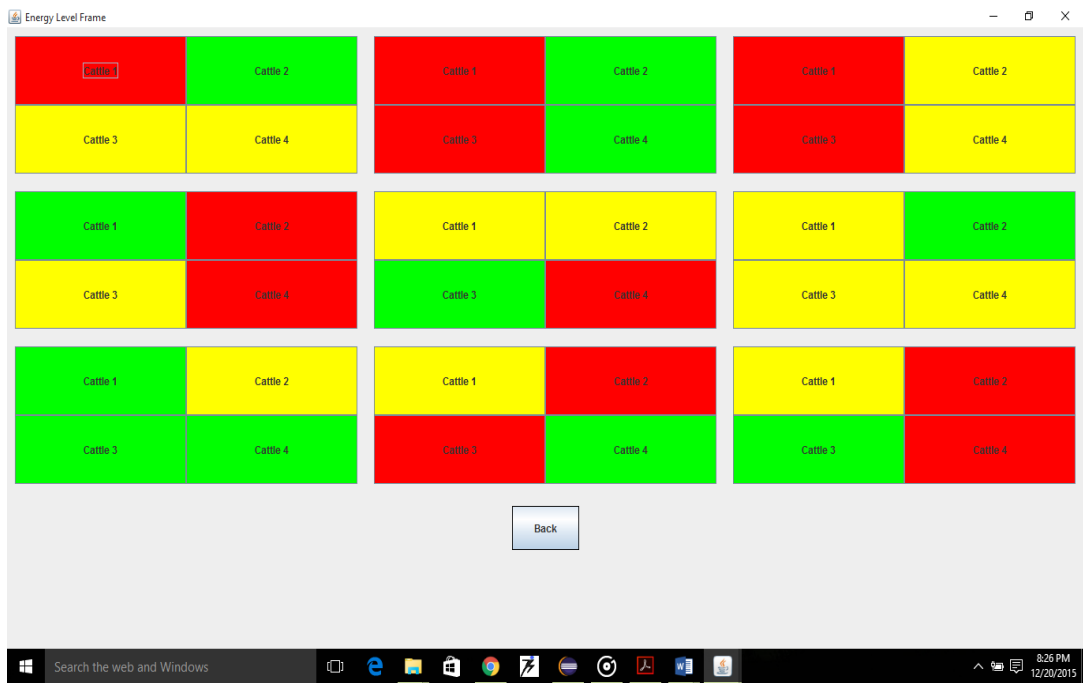 Energy Level Frame
Cattle 1 Cattle 2 Cattle 1 Cattle 2 Cattle 1 Cattle 2
Cattle 3 Cattle 4 Cattle 3 Cattle 4 Cattle 3 Cattle 4
Cattle 1 Cattle 2 Cattle 1 Cattle 2 Cattle 1 Cattle 2
Cattle 3 Cattle 4 Cattle 3 Cattle 4 Cattle 3 Cattle 4
Cattle 1 Cattle 2 Cattle 1 Cattle 2 Cattle 1 Cattle 2
Cattle 3 Cattle 4 Cattle 3 Cattle 4 Cattle 3 Cattle 4
Back
Search the web and Windows
8:26 PM
12/20/2015